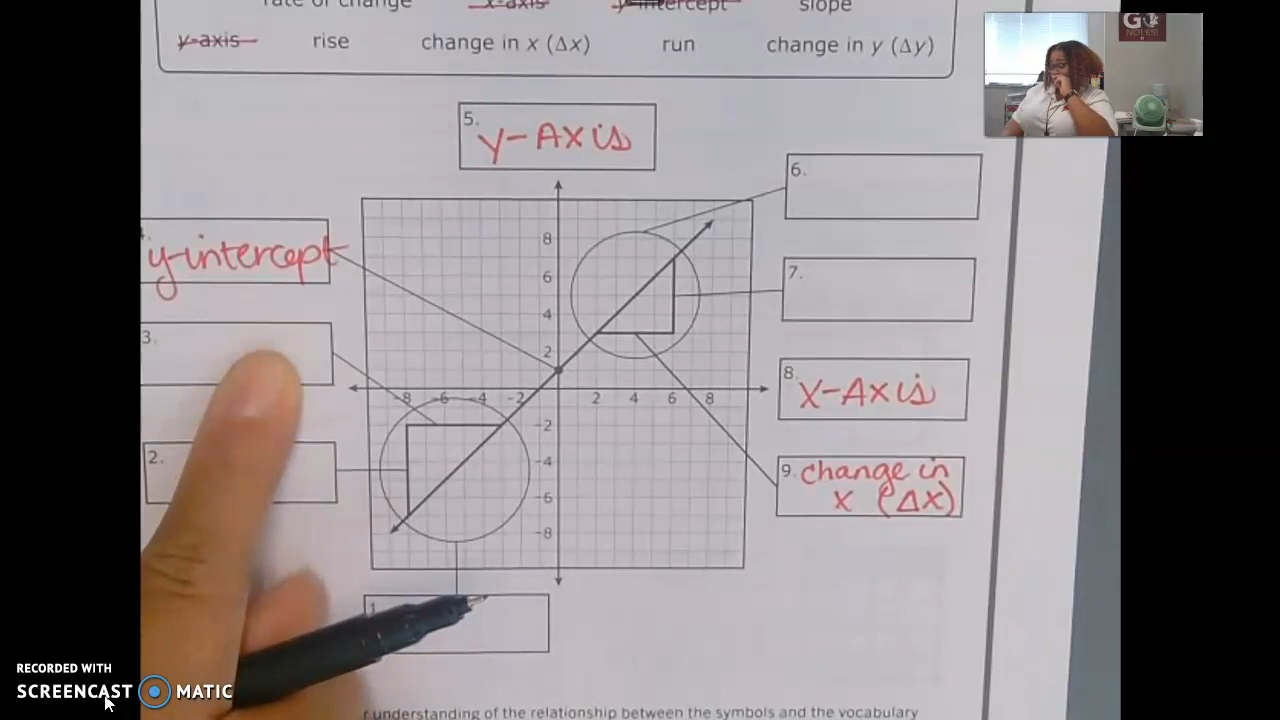 rate of change x-axis y-intercept slope
y-axis rise change in x (Δx) run change in y (Δy)
5.
y-Axis
6.
y-intercept
7.
3.
8.
x-Axis
2.
9. change in
x (Δx)
8
6
4
2
-8 -6 -4 -2 2 4 6 8
-2
-4
-6
-8
1.
r understanding of the relationship between the symbols and the vocabulary
GO
NOLES!
RECORDED WITH
SCREENCAST MATIC